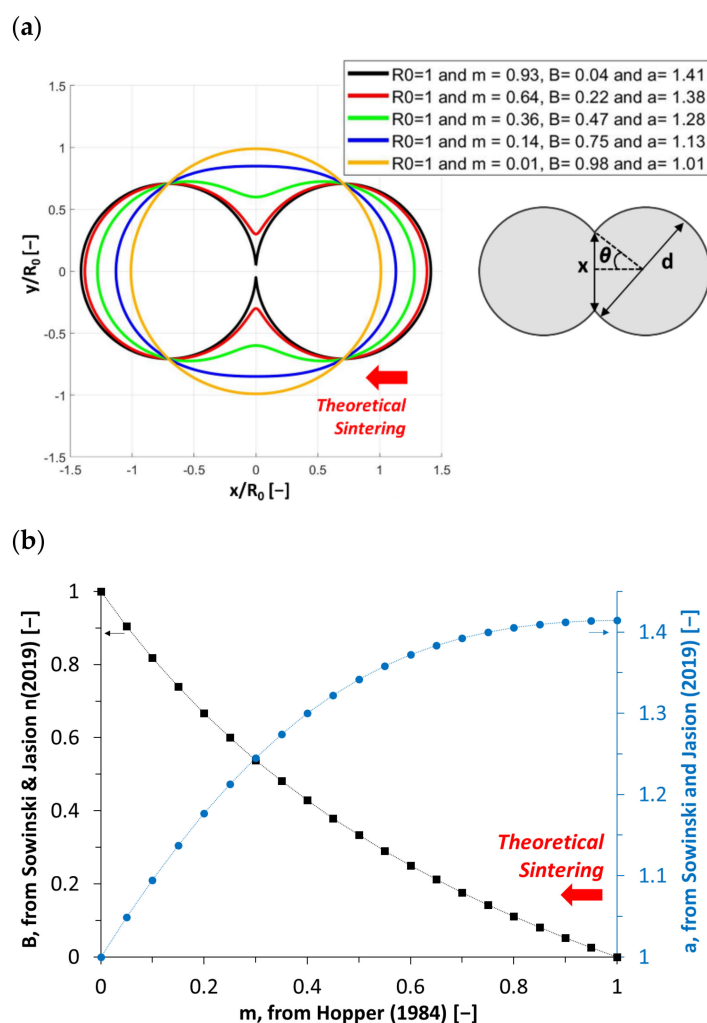 (a)
R0=1 and m = 0.93, B= 0.04 and a= 1.41
R0=1 and m = 0.64, B= 0.22 and a= 1.38
R0=1 and m = 0.36, B= 0.47 and a= 1.28
R0=1 and m = 0.14, B= 0.75 and a= 1.13
R0=1 and m = 0.01, B= 0.98 and a= 1.01
1.5
1
0.5
0
-0.5
-1
-1.5
y/R0 [–]
-1.5
-1
-0.5
0
0.5
1
1.5
x/R0 [–]
Theoretical
Sintering
x
θ
d
(b)
1
0.8
0.6
0.4
0.2
0
B, from Sowinski & Jasion n(2019) [–]
1.4
1.3
1.2
1.1
1
a, from Sowinski and Jasion (2019) [–]
Theoretical
Sintering
0
0.2
0.4
0.6
0.8
1
m, from Hopper (1984) [–]